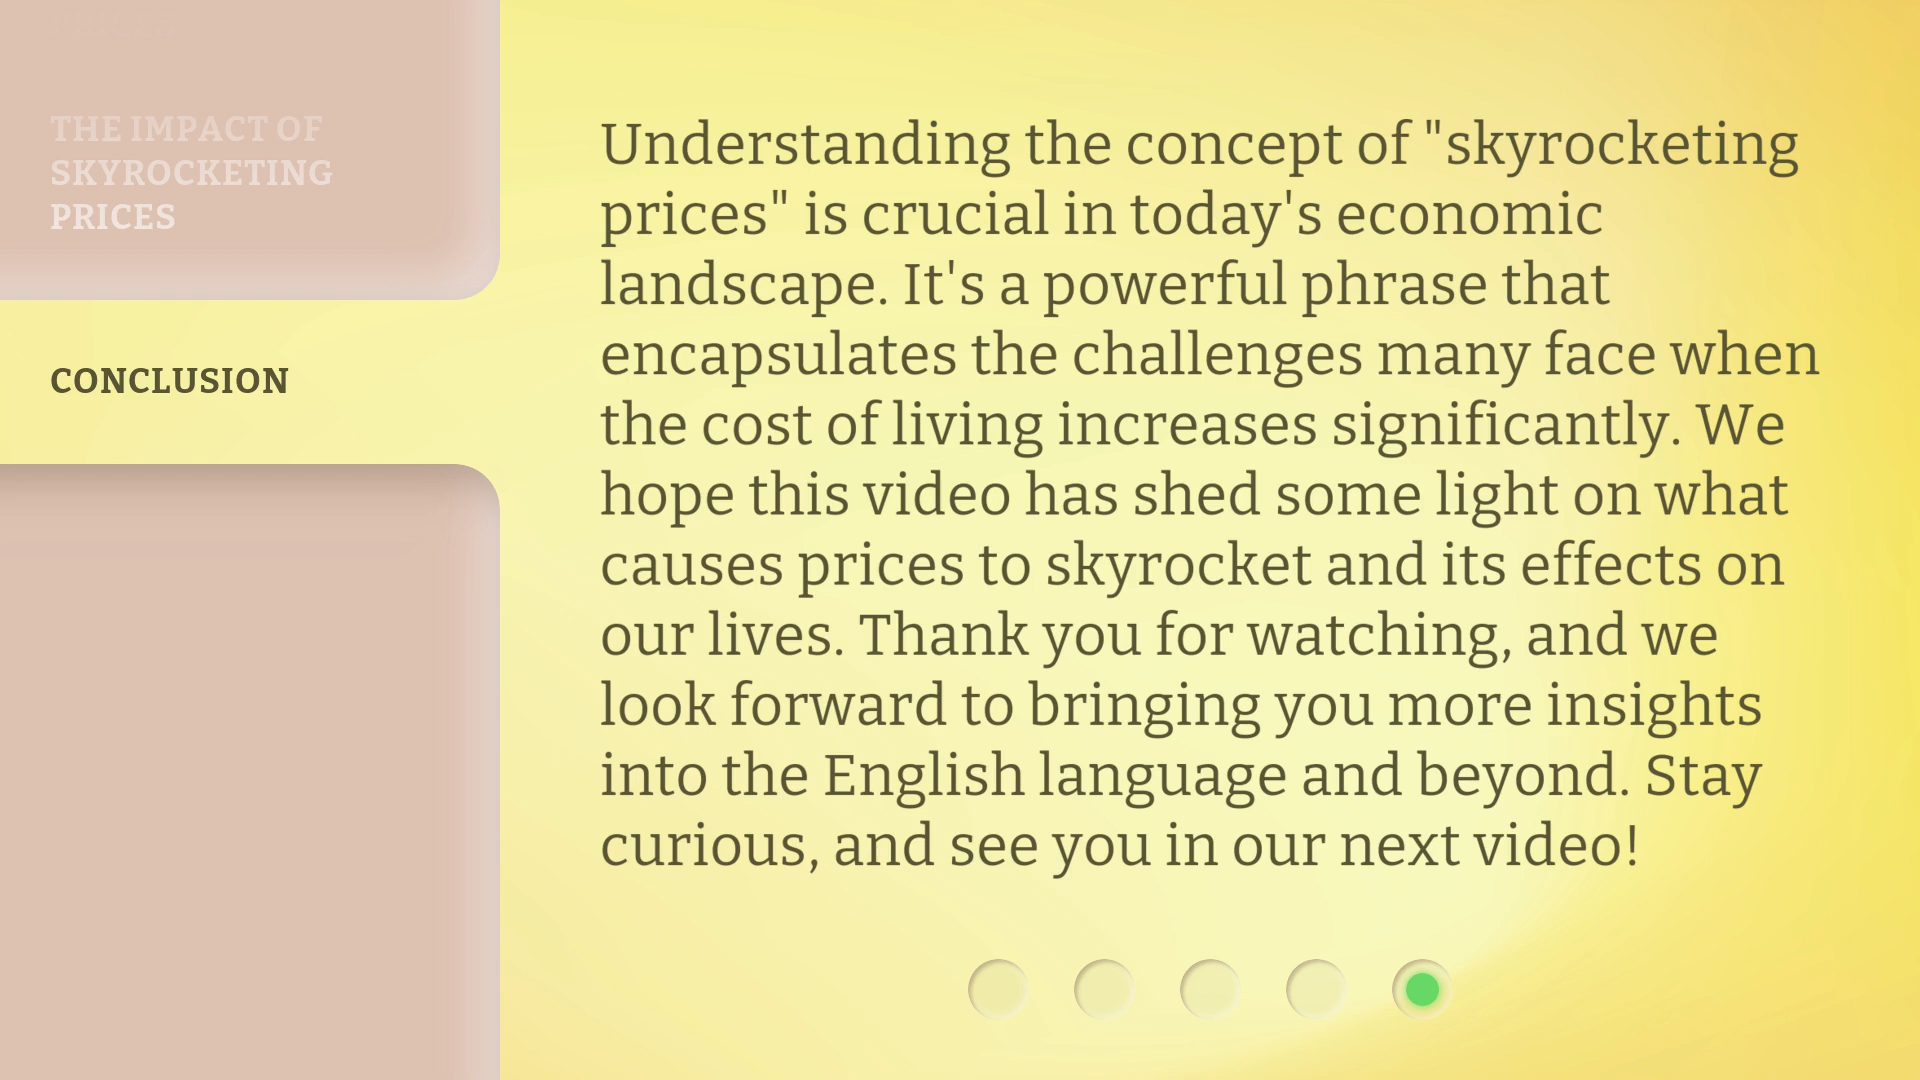 THE IMPACT OF
SKYROCKETING
PRICES
CONCLUSION
Understanding the concept of "skyrocketing
prices" is crucial in today's economic
landscape. It's a powerful phrase that
encapsulates the challenges many face when
the cost of living increases significantly. We
hope this video has shed some light on what
causes prices to skyrocket and its effects on
our lives. Thank you for watching, and we
look forward to bringing you more insights
into the English language and beyond. Stay
curious, and see you in our next video!